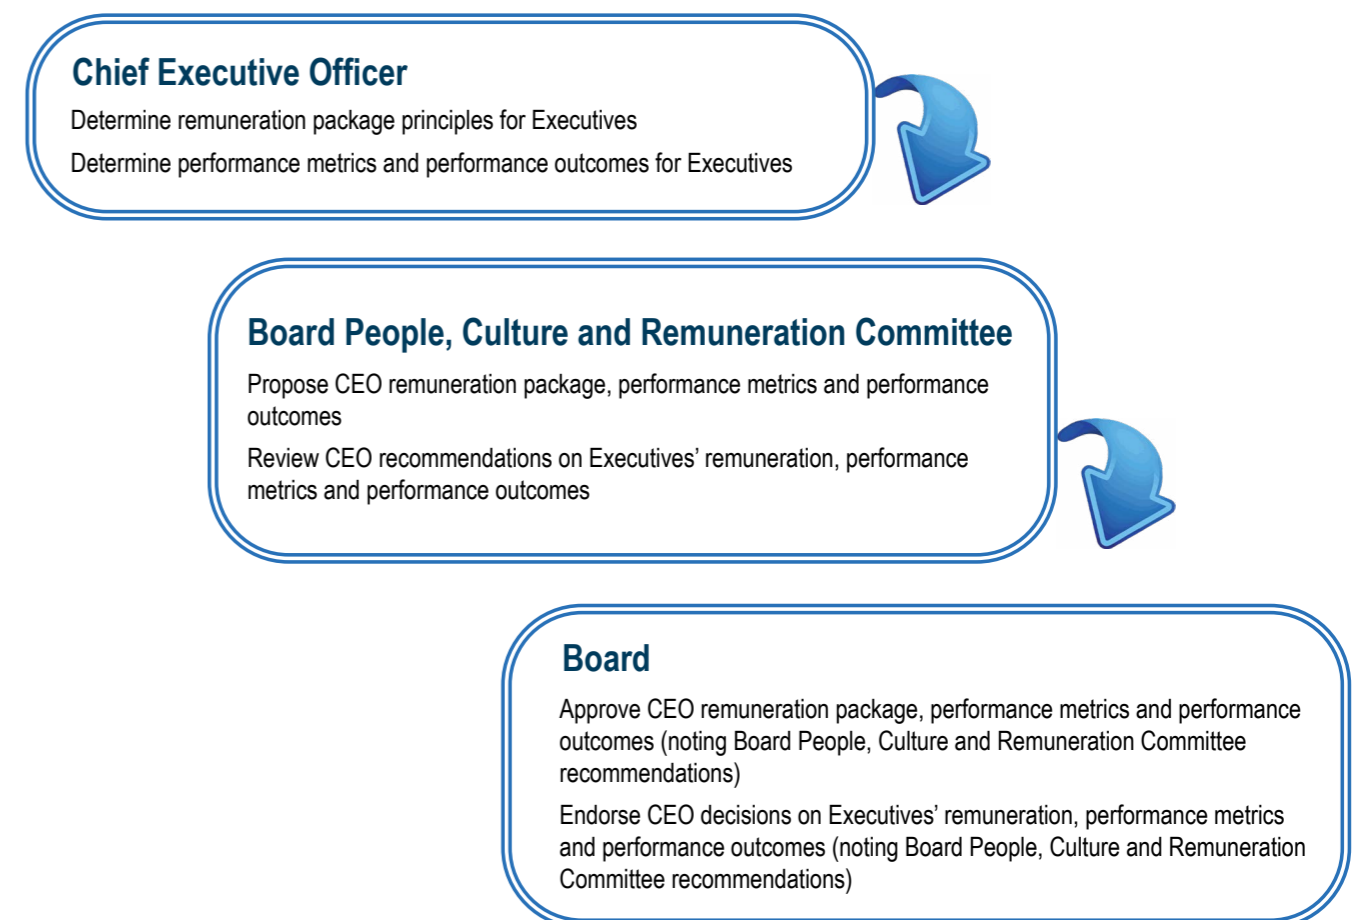 Chief Executive Officer
Determine remuneration package principles for Executives
Determine performance metrics and performance outcomes for Executives
Board People, Culture and Remuneration Committee
Propose CEO remuneration package, performance metrics and performance
outcomes
Review CEO recommendations on Executives’ remuneration, performance
metrics and performance outcomes
Board
Approve CEO remuneration package, performance metrics and performance
outcomes (noting Board People, Culture and Remuneration Committee
recommendations)
Endorse CEO decisions on Executives’ remuneration, performance metrics
and performance outcomes (noting Board People, Culture and Remuneration
Committee recommendations)